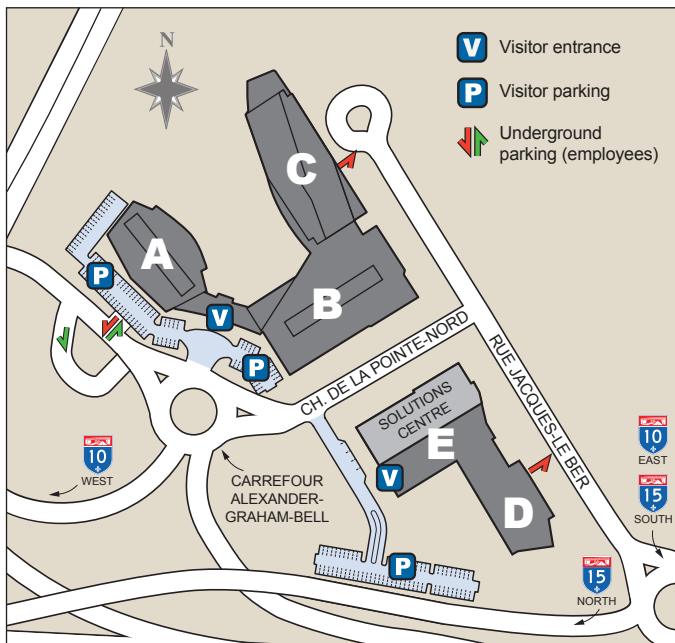 N
V Visitor entrance
P Visitor parking
Underground
parking (employees)
C
A
B
P
V
P
CH. DE LA POINTE-NORD
RUE JACQUES-LE BER
SOLUTIONS
CENTRE
E
V
D
10
WEST
CARREFOUR
ALEXANDER-
GRAHAM-BELL
10
EAST
15
SOUTH
P
15
NORTH